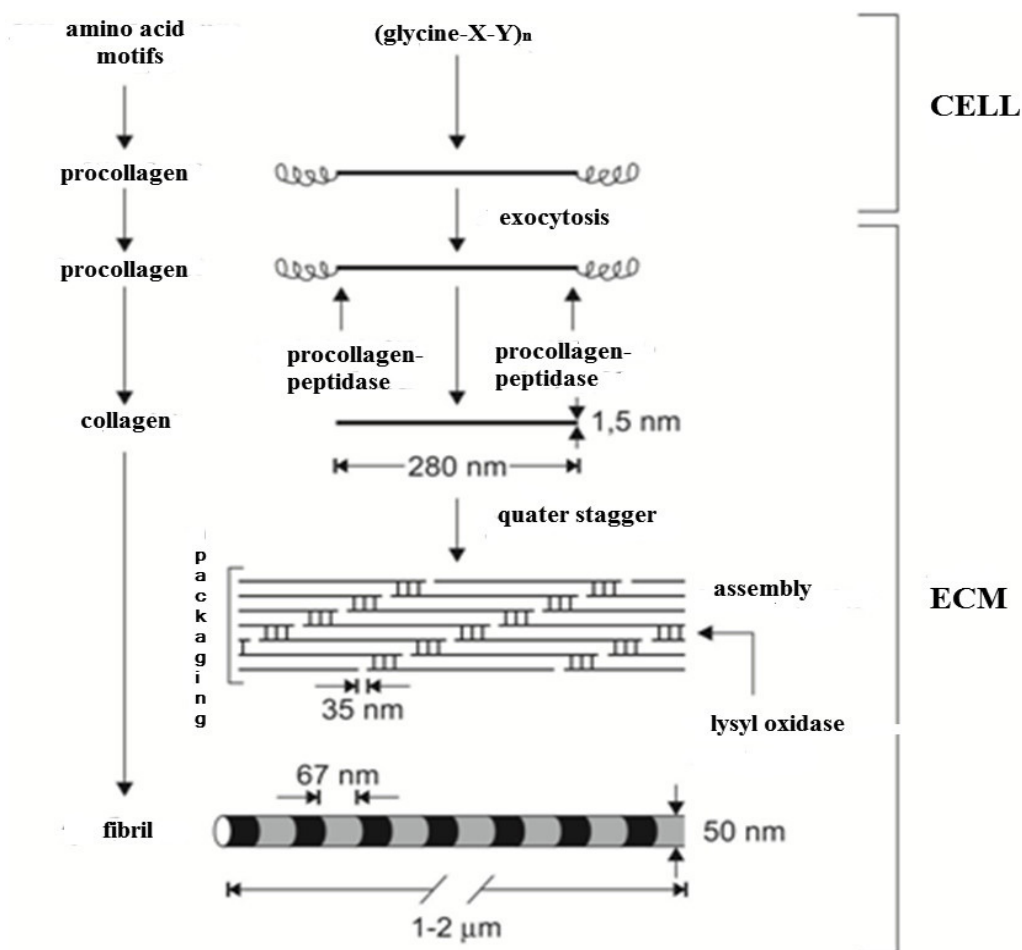 amino acid
motifs
(glycine-X-Y)n
CELL
procollagen
exocytosis
procollagen
procollagen-
peptidase
procollagen-
peptidase
collagen
1,5 nm
280 nm
quater stagger
packaging
assembly
ECM
35 nm
lysyl oxidase
67 nm
fibril
50 nm
1-2 μm